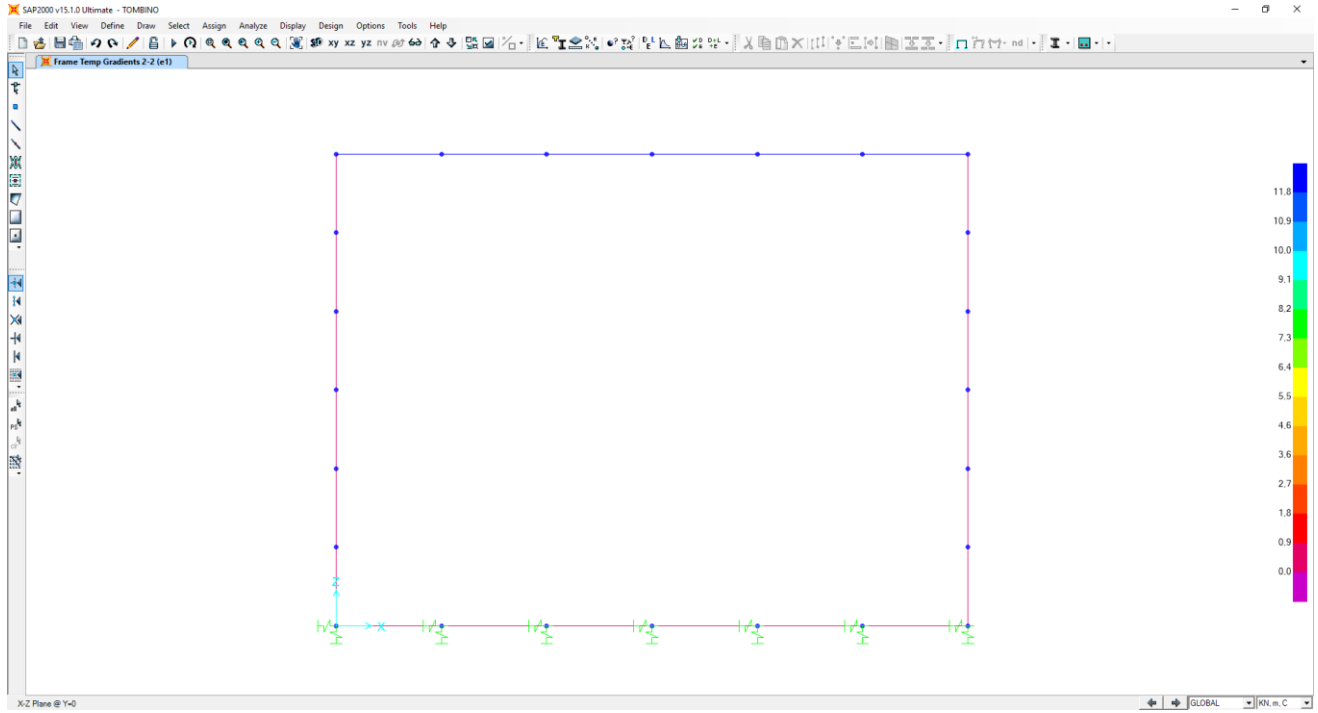 SAP2000 v15.1.0 Ultimate - TOMBINO
File Edit View Define Draw Select Assign Analyze Display Design Options Tools Help
xy xz yz nv nd
Frame Temp Gradients 2-2 (e1)
11,8
10,9
10,0
9,1
8,2
7,3
6,4
5,5
4,6
3,6
2,7
1,8
0,9
0,0
Z
X
X-Z Plane @ Y=0
GLOBAL
KN, m, C